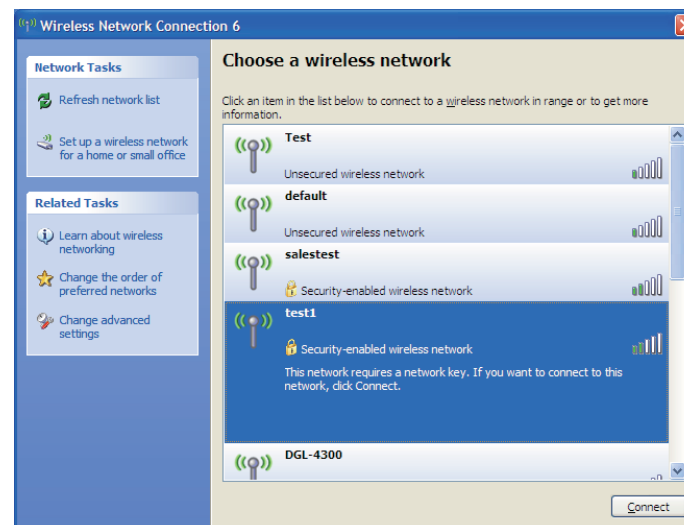 Wireless Network Connection 6
Network Tasks
Refresh network list
Set up a wireless network
for a home or small office
Related Tasks
Learn about wireless
networking
Change the order of
preferred networks
Change advanced
settings
Choose a wireless network
Click an item in the list below to connect to a wireless network in range or to get more
information.
Test
Unsecured wireless network
default
Unsecured wireless network
salestest
Security-enabled wireless network
test1
Security-enabled wireless network
This network requires a network key. If you want to connect to this
network, click Connect.
DGL-4300
Connect